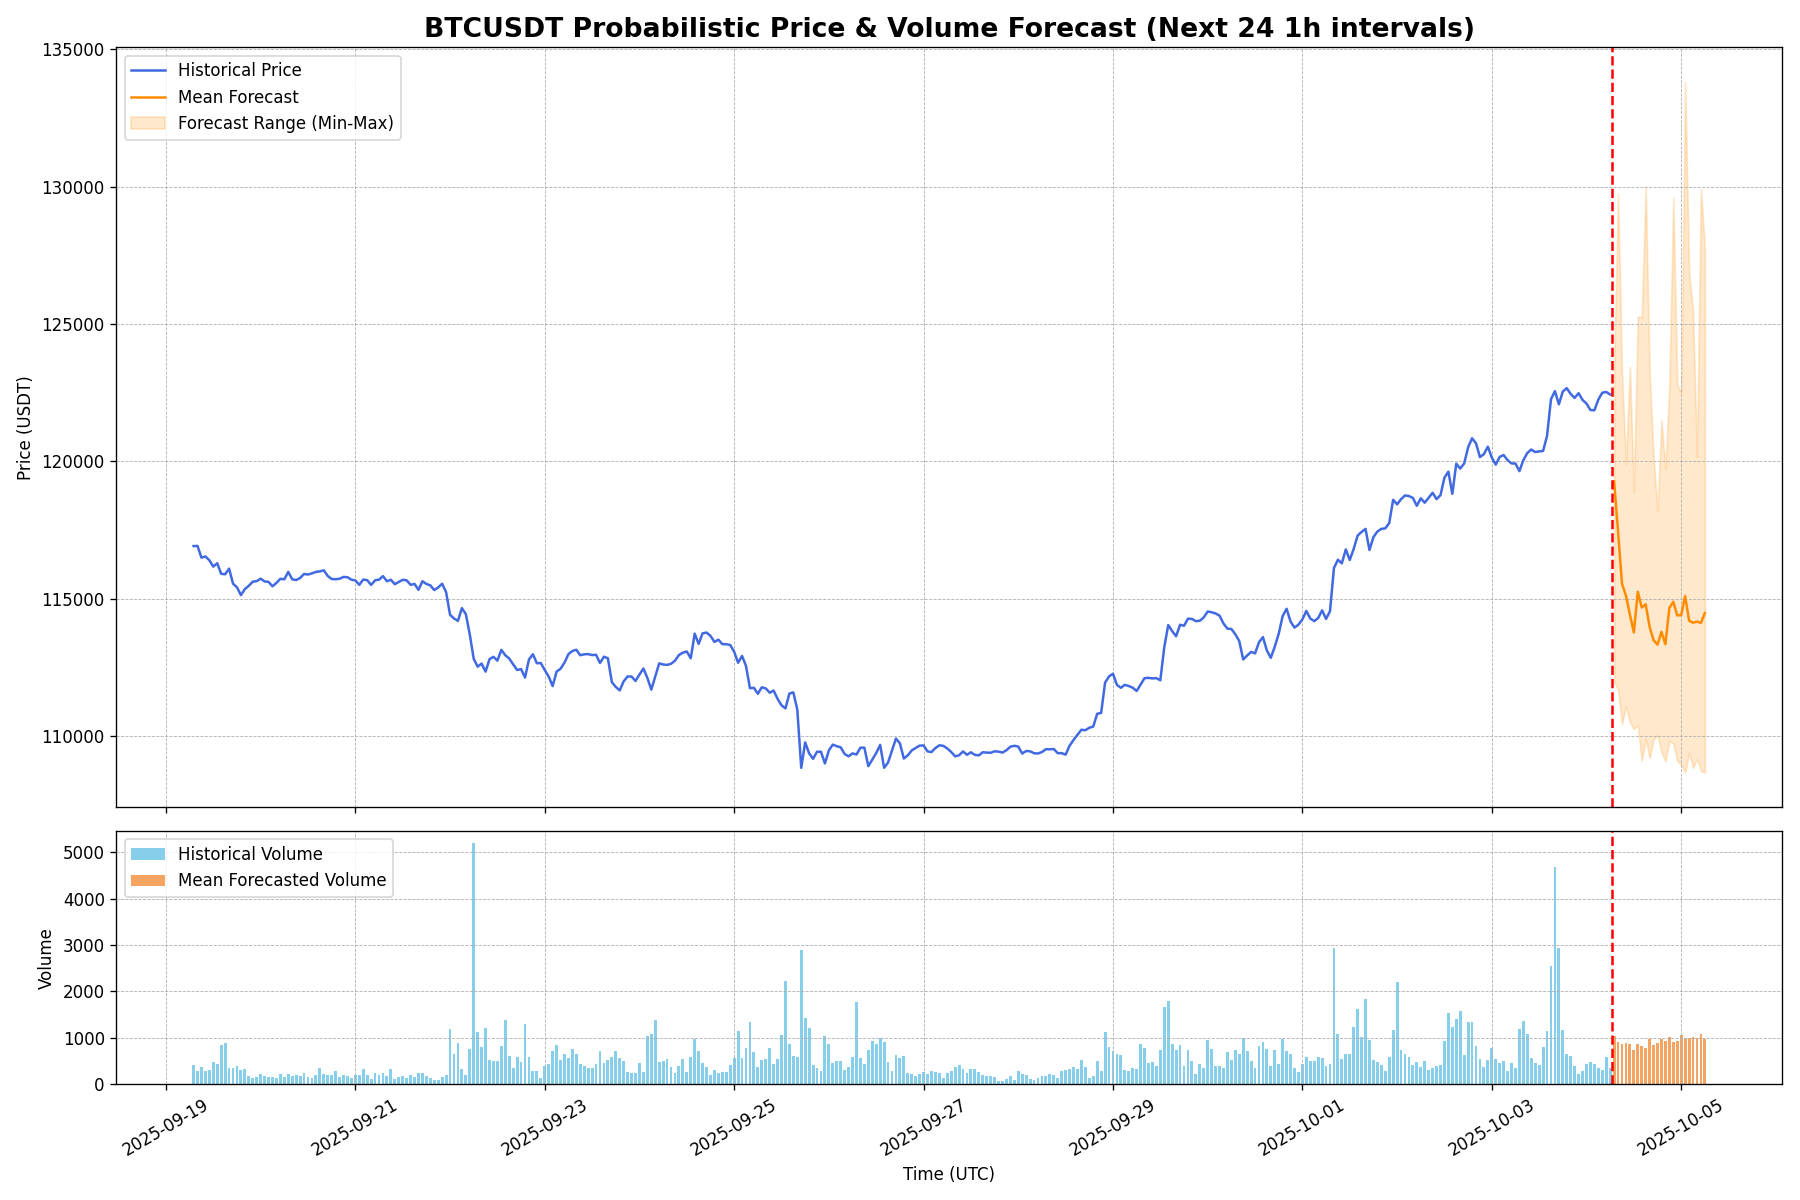 BTCUSDT Probabilistic Price & Volume Forecast (Next 24 1h intervals)
Historical Price
Mean Forecast
Forecast Range (Min-Max)
Price (USDT)
135000
130000
125000
120000
115000
110000
Historical Volume
Mean Forecasted Volume
Volume
5000
4000
3000
2000
1000
0
2025-09-19
2025-09-21
2025-09-23
2025-09-25
2025-09-27
2025-09-29
2025-10-01
2025-10-03
2025-10-05
Time (UTC)